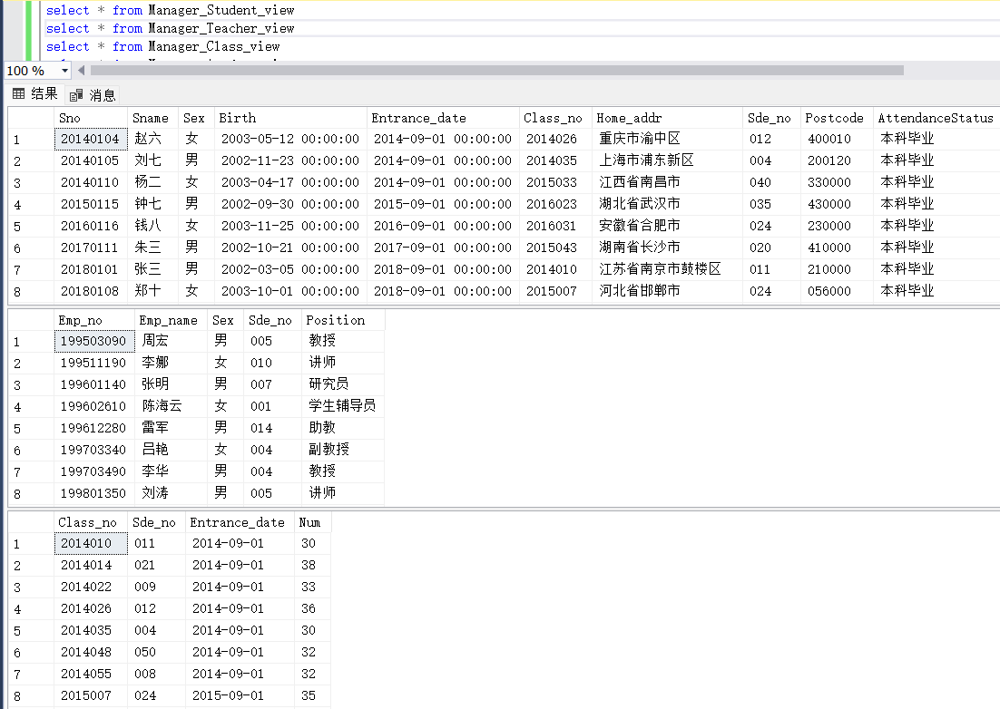 select * from Manager_Student_view
select * from Manager_Teacher_view
select * from Manager_Class_view
100 %
结果 消息
Sno Sname Sex Birth Entrance_date Class_no Home_addr Sde_no Postcode AttendanceStatus
1 20140104 赵六 女 2003-05-12 00:00:00 2014-09-01 00:00:00 2014026 重庆市渝中区 012 400010 本科毕业
2 20140105 刘七 男 2002-11-23 00:00:00 2014-09-01 00:00:00 2014035 上海市浦东新区 004 200120 本科毕业
3 20140110 杨二 女 2003-04-17 00:00:00 2014-09-01 00:00:00 2015033 江西省南昌市 040 330000 本科毕业
4 20150115 钟七 男 2002-09-30 00:00:00 2015-09-01 00:00:00 2016023 湖北省武汉市 035 430000 本科毕业
5 20160116 钱八 女 2003-11-25 00:00:00 2016-09-01 00:00:00 2016031 安徽省合肥市 024 230000 本科毕业
6 20170111 朱三 男 2002-10-21 00:00:00 2017-09-01 00:00:00 2015043 湖南省长沙市 020 410000 本科毕业
7 20180101 张三 男 2002-03-05 00:00:00 2018-09-01 00:00:00 2014010 江苏省南京市鼓楼区 011 210000 本科毕业
8 20180108 郑十 女 2003-10-01 00:00:00 2018-09-01 00:00:00 2015007 河北省邯郸市 024 056000 本科毕业
Emp_no Emp_name Sex Sde_no Position
1 199503090 周宏 男 005 教授
2 199511190 李娜 女 010 讲师
3 199601140 张明 男 007 研究员
4 199602610 陈海云 女 001 学生辅导员
5 199612280 雷军 男 014 助教
6 199703340 吕艳 女 004 副教授
7 199703490 李华 男 004 教授
8 199801350 刘涛 男 005 讲师
Class_no Sde_no Entrance_date Num
1 2014010 011 2014-09-01 30
2 2014014 021 2014-09-01 38
3 2014022 009 2014-09-01 33
4 2014026 012 2014-09-01 36
5 2014035 004 2014-09-01 30
6 2014048 050 2014-09-01 32
7 2014055 008 2014-09-01 32
8 2015007 024 2015-09-01 35